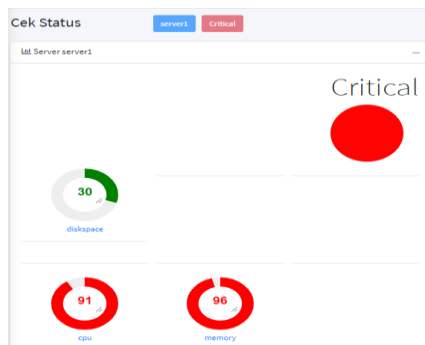 Cek Status
server1
Critical
Server server1
Critical
30
diskspace
91
96
cpu
memory